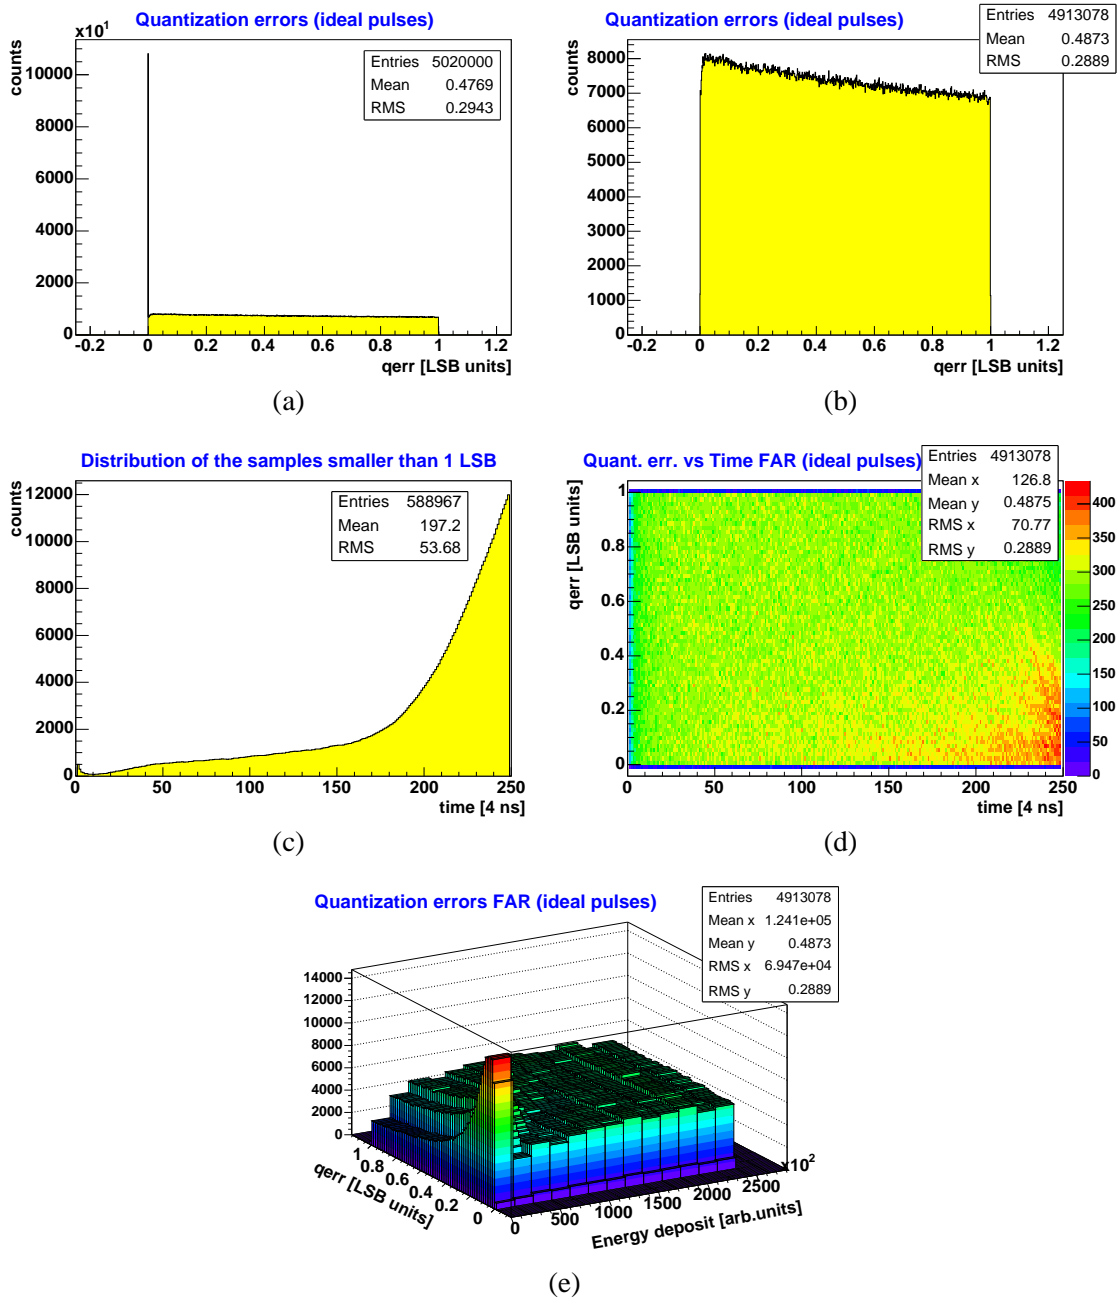 Quantization errors (ideal pulses)
x10^1
counts
10000
8000
6000
4000
2000
0
Entries 5020000
Mean 0.4769
RMS 0.2943
-0.2 0 0.2 0.4 0.6 0.8 1 1.2
qerr [LSB units]
(a)
Quantization errors (ideal pulses)
counts
8000
7000
6000
5000
4000
3000
2000
1000
0
Entries 4913078
Mean 0.4873
RMS 0.2889
-0.2 0 0.2 0.4 0.6 0.8 1 1.2
qerr [LSB units]
(b)
Distribution of the samples smaller than 1 LSB
counts
12000
10000
8000
6000
4000
2000
0
Entries 588967
Mean 197.2
RMS 53.68
0 50 100 150 200 250
time [4 ns]
(c)
Quant. err. vs Time FAR (ideal pulses)
qerr [LSB units]
1
0.8
0.6
0.4
0.2
0
Entries 4913078
Mean x 126.8
Mean y 0.4875
RMS x 70.77
RMS y 0.2889
400
350
300
250
200
150
100
50
0
0 50 100 150 200 250
time [4 ns]
(d)
Quantization errors FAR (ideal pulses)
Entries 4913078
Mean x 1.241e+05
Mean y 0.4873
RMS x 6.947e+04
RMS y 0.2889
14000
12000
10000
8000
6000
4000
2000
0
1
0.8
0.6
0.4
0.2
0
qerr [LSB units]
0 500 1000 1500 2000 2500
x10^2
Energy deposit [arb.units]
(e)